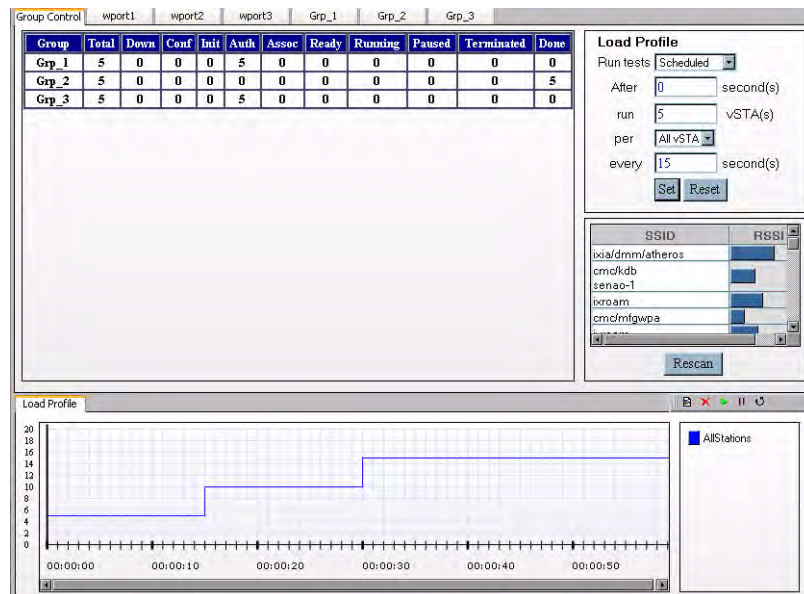 Group Control wport1 wport2 wport3 Grp_1 Grp_2 Grp_3
Group Total Down Conf Init Auth Assoc Ready Running Paused Terminated Done
Grp_1 5 0 0 0 5 0 0 0 0 0 0
Grp_2 5 0 0 0 0 0 0 0 0 0 5
Grp_3 5 0 0 0 5 0 0 0 0 0 0
Load Profile
Run tests Scheduled
After 0 second(s)
run 5 vSTA(s)
per All vSTA
every 15 second(s)
Set Reset
SSID RSSI
ixia/dmm/atheros
cmc/kdb
senao-1
ixroam
cmc/mfgwpa
Rescan
Load Profile
20
18
16
14
12
10
8
6
4
2
0
00:00:00 00:00:10 00:00:20 00:00:30 00:00:40 00:00:50
AllStations